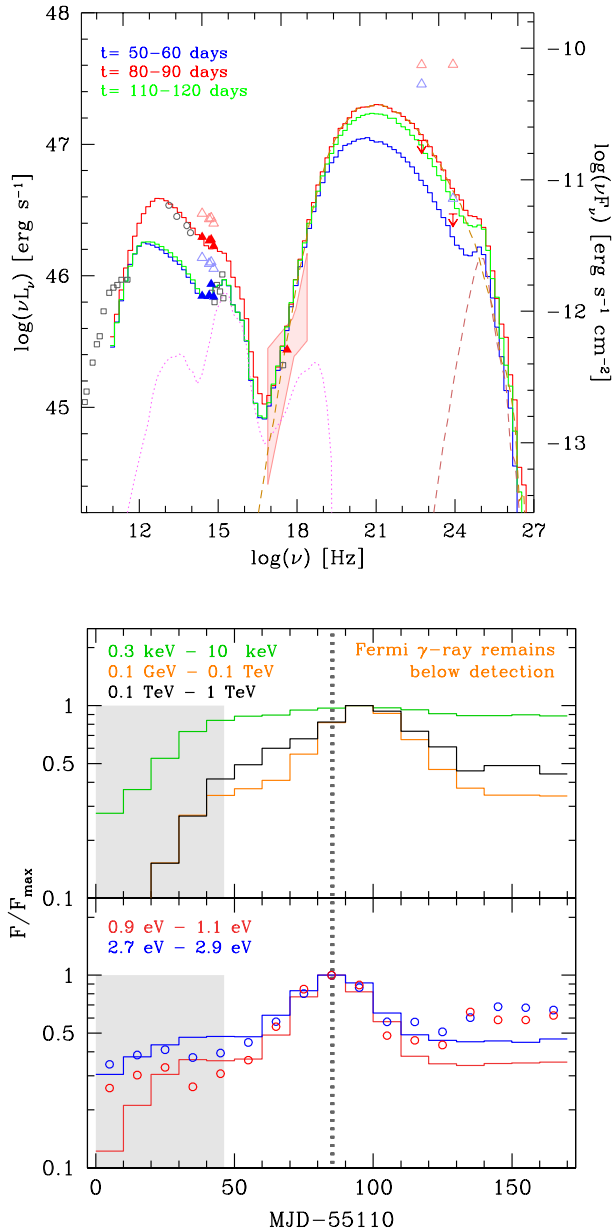 48
47
46
45
log(νL_ν) [erg s⁻¹]
t= 50−60 days
t= 80−90 days
t= 110−120 days
−10
−11
−12
−13
log(νF_ν) [erg s⁻¹ cm⁻²]
12 15 18 21 24 27
log(ν) [Hz]
0.3 keV − 10 keV
0.1 GeV − 0.1 TeV
0.1 TeV − 1 TeV
Fermi γ−ray remains
below detection
1
0.5
0.1
F/F_max
0.9 eV − 1.1 eV
2.7 eV − 2.9 eV
1
0.5
0.1
0 50 100 150
MJD−55110